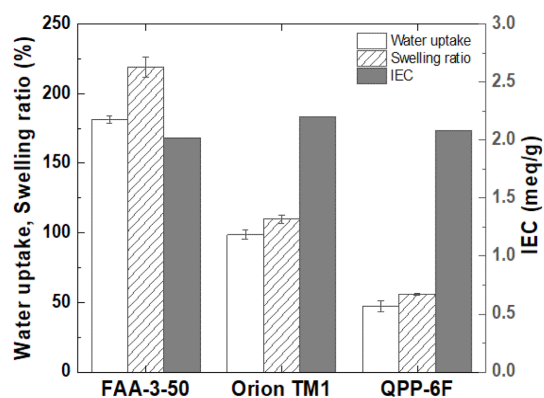 250
200
150
100
50
0
Water uptake, Swelling ratio (%)
Water uptake
Swelling ratio
IEC
3.0
2.5
2.0
1.5
1.0
0.5
0.0
IEC (meq/g)
FAA-3-50 Orion TM1 QPP-6F